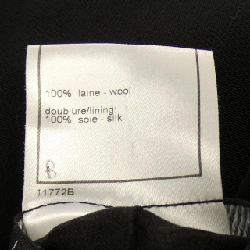 100% laine - wool
doublure/lining:
100% soie - silk
B
11772B